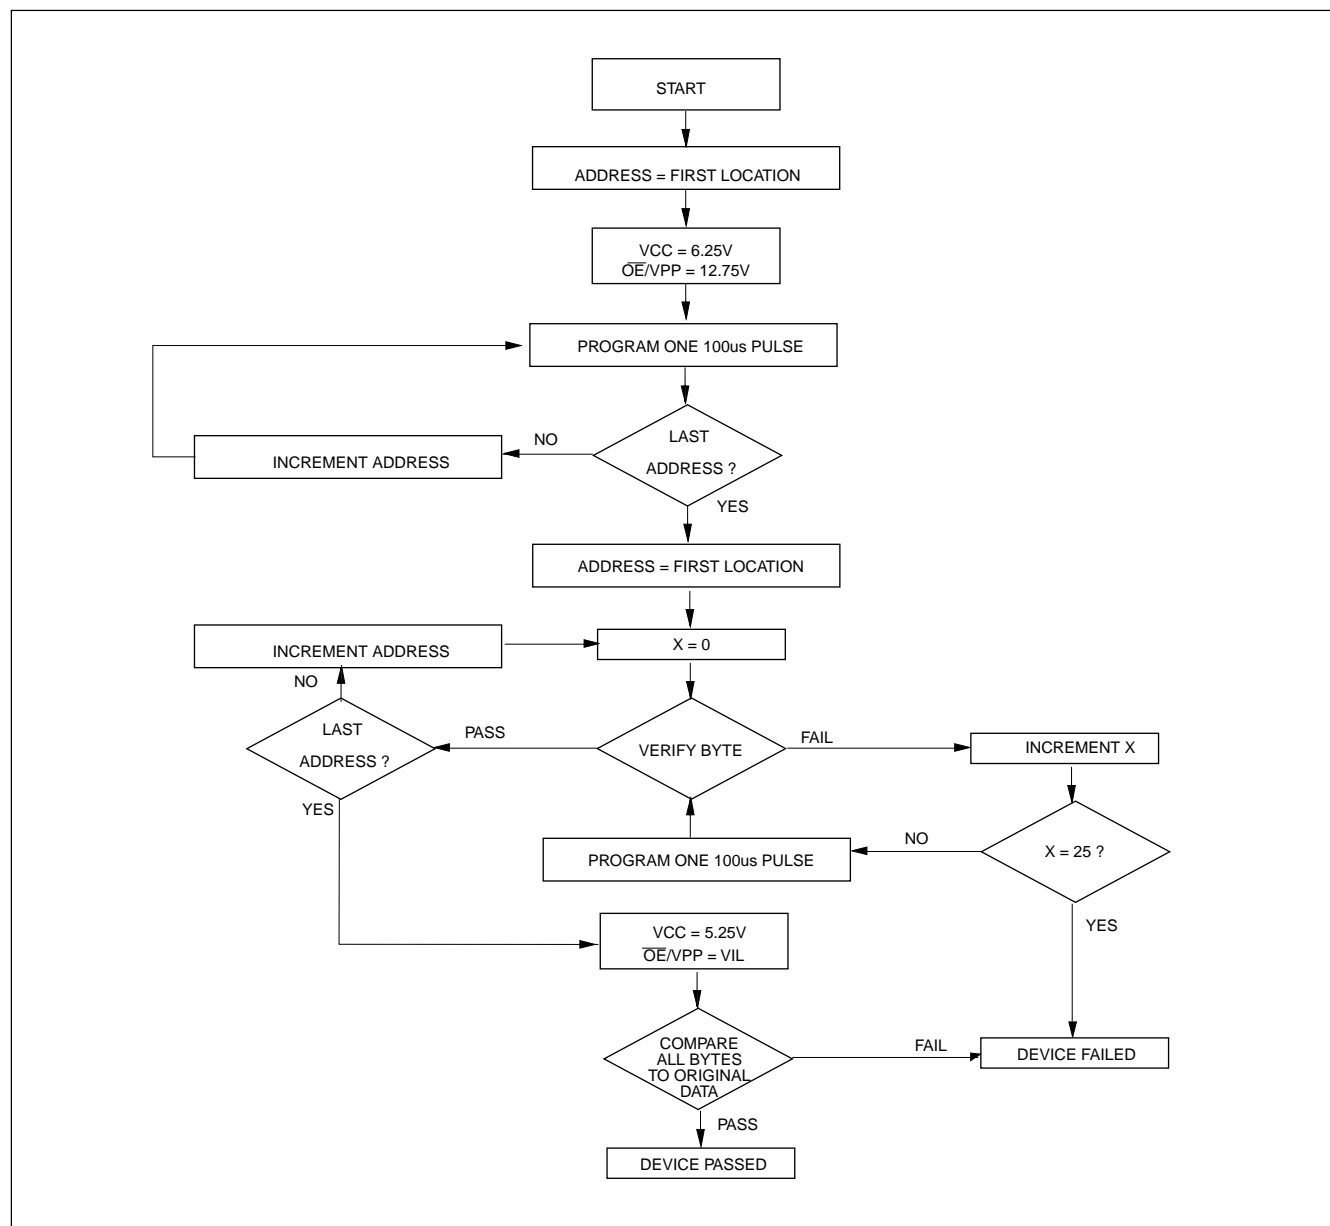 START
ADDRESS = FIRST LOCATION
VCC = 6.25V
O̅E̅/VPP = 12.75V
PROGRAM ONE 100us PULSE
LAST
ADDRESS ?
NO
INCREMENT ADDRESS
YES
ADDRESS = FIRST LOCATION
INCREMENT ADDRESS
X = 0
NO
LAST
ADDRESS ?
PASS
VERIFY BYTE
FAIL
INCREMENT X
YES
PROGRAM ONE 100us PULSE
NO
X = 25 ?
YES
VCC = 5.25V
O̅E̅/VPP = VIL
COMPARE
ALL BYTES
TO ORIGINAL
DATA
FAIL
DEVICE FAILED
PASS
DEVICE PASSED